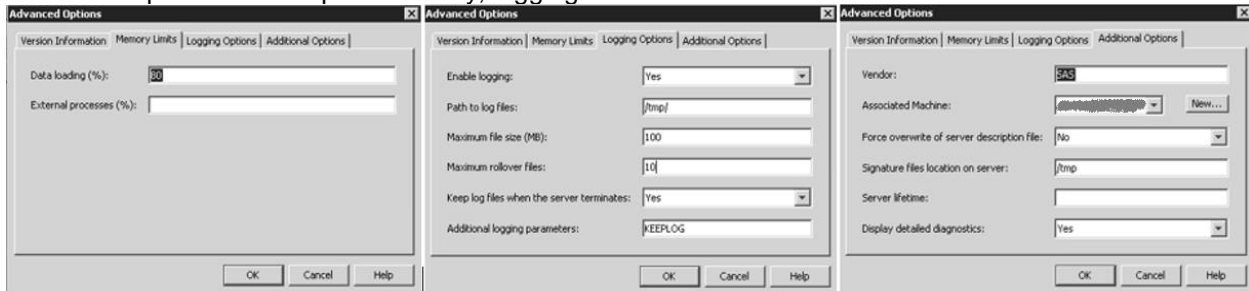 Advanced Options
Version Information Memory Limits Logging Options Additional Options
Data loading (%): 80
External processes (%):
OK Cancel Help
Advanced Options
Version Information Memory Limits Logging Options Additional Options
Enable logging: Yes
Path to log files: /tmp/
Maximum file size (MB): 100
Maximum rollover files: 10
Keep log files when the server terminates: Yes
Additional logging parameters: KEEPLOG
OK Cancel Help
Advanced Options
Version Information Memory Limits Logging Options Additional Options
Vendor: SAS
Associated Machine: New...
Force overwrite of server description file: No
Signature files location on server: /tmp
Server lifetime:
Display detailed diagnostics: Yes
OK Cancel Help